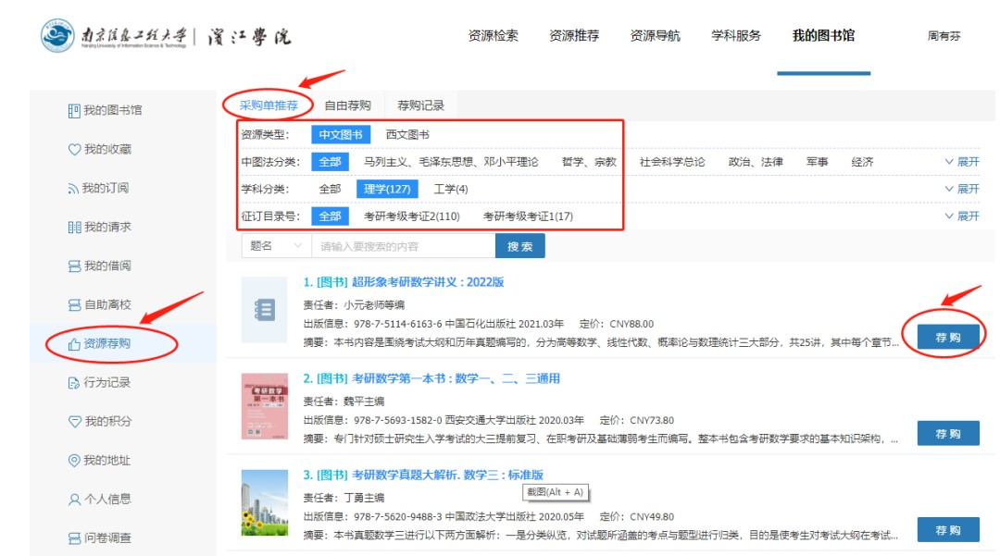 南京信息工程大学 | 滨江学院
Nanjing University of Information Science & Technology
资源检索 资源推荐 资源导航 学科服务 我的图书馆 周有芬
我的图书馆
我的收藏
我的订阅
我的请求
我的借阅
自助离校
资源荐购
行为记录
我的积分
我的地址
个人信息
问卷调查
采购单推荐 自由荐购 荐购记录
资源类型： 中文图书 西文图书
中图法分类： 全部 马列主义、毛泽东思想、邓小平理论 哲学、宗教 社会科学总论 政治、法律 军事 经济 展开
学科分类： 全部 理学(127) 工学(4) 展开
征订目录号： 全部 考研考级考证2(110) 考研考级考证1(17) 展开
题名 请输入要搜索的内容 搜 索
1. [图书] 超形象考研数学讲义 : 2022版
责任者：小元老师等编
出版信息：978-7-5114-6163-6 中国石化出版社 2021.03年 定价：CNY88.00
摘要：本书内容是围绕考试大纲和历年真题编写的，分为高等数学、线性代数、概率论与数理统计三大部分，共25讲，其中每个章节...
荐 购
2. [图书] 考研数学第一本书 : 数学一、二、三通用
责任者：魏平主编
出版信息：978-7-5693-1582-0 西安交通大学出版社 2020.03年 定价：CNY73.80
摘要：专门针对硕士研究生入学考试的大三提前复习、在职考研及基础薄弱考生而编写。整本书包含考研数学要求的基本知识架构，...
荐 购
考研数学
第一本书
3. [图书] 考研数学真题大解析. 数学三 : 标准版
责任者：丁勇主编
截图(Alt + A)
出版信息：978-7-5620-9488-3 中国政法大学出版社 2020.05年 定价：CNY49.80
摘要：本书真题数学三进行以下两方面解析：一是分类纵览，对试题所涵盖的考点与题型进行归类，目的是使考生对考试大纲在考试...
荐 购